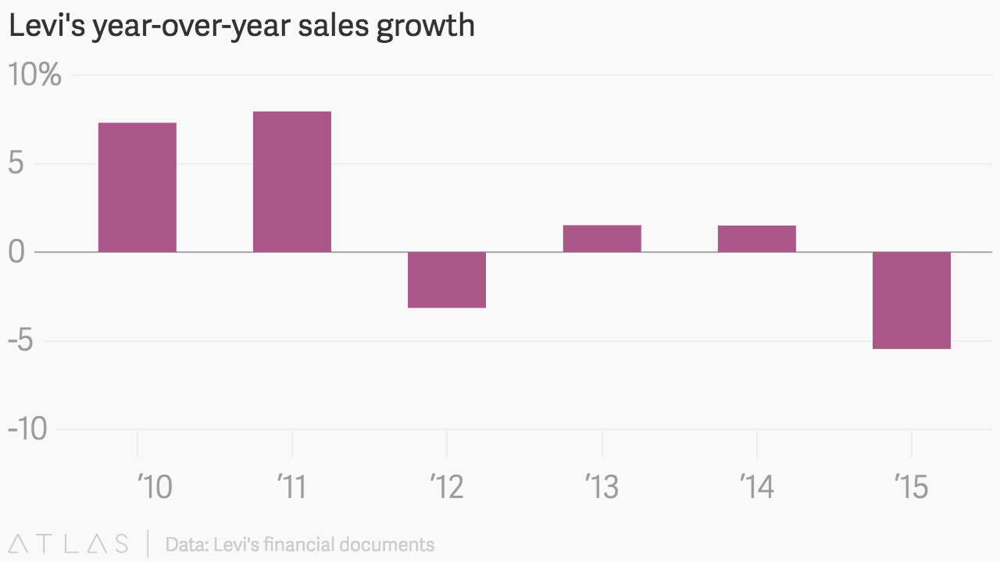 Levi's year-over-year sales growth
10%
5
0
-5
-10
’10 ’11 ’12 ’13 ’14 ’15
ATLAS | Data: Levi's financial documents